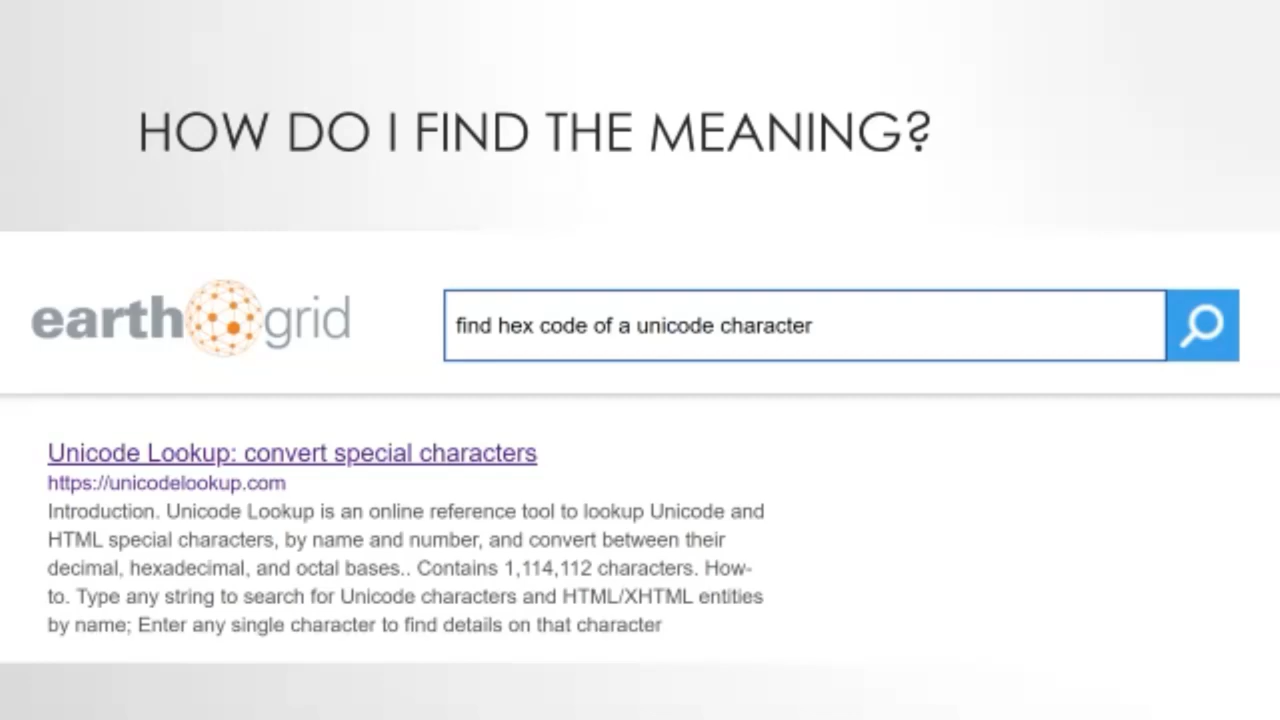 HOW DO I FIND THE MEANING?
earth grid
find hex code of a unicode character
Unicode Lookup: convert special characters
https://unicodelookup.com
Introduction. Unicode Lookup is an online reference tool to lookup Unicode and
HTML special characters, by name and number, and convert between their
decimal, hexadecimal, and octal bases.. Contains 1,114,112 characters. How-
to. Type any string to search for Unicode characters and HTML/XHTML entities
by name; Enter any single character to find details on that character